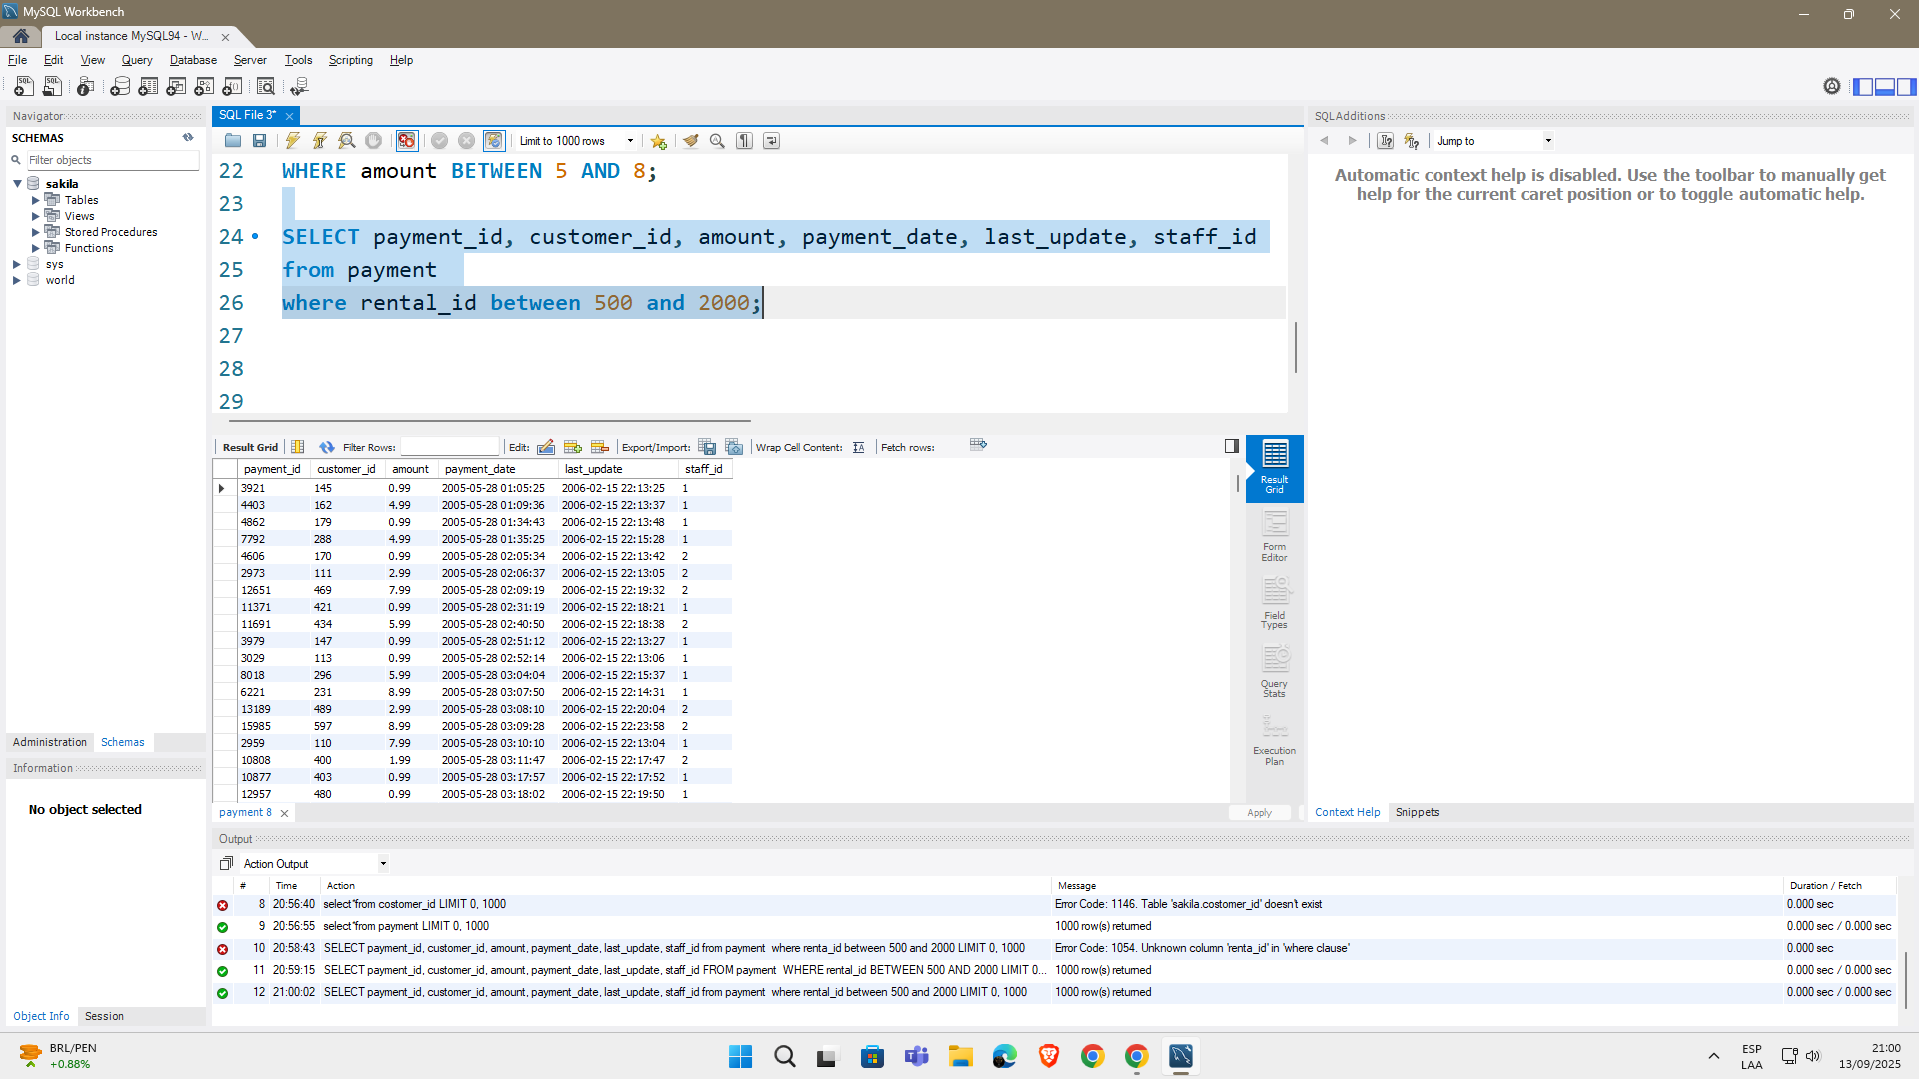 MySQL Workbench
Local instance MySQL94 - W...
File Edit View Query Database Server Tools Scripting Help
Navigator
SCHEMAS
Filter objects
sakila
Tables
Views
Stored Procedures
Functions
sys
world
Administration Schemas
Information
No object selected
Object Info Session
SQL File 3*
Limit to 1000 rows
22 WHERE amount BETWEEN 5 AND 8;
23
24 SELECT payment_id, customer_id, amount, payment_date, last_update, staff_id
25 from payment
26 where rental_id between 500 and 2000;
27
28
29
Result Grid Filter Rows: Edit: Export/Import: Wrap Cell Content: Fetch rows:
payment_id customer_id amount payment_date last_update staff_id
3921 145 0.99 2005-05-28 01:05:25 2006-02-15 22:13:25 1
4403 162 4.99 2005-05-28 01:09:36 2006-02-15 22:13:37 1
4862 179 0.99 2005-05-28 01:34:43 2006-02-15 22:13:48 1
7792 288 4.99 2005-05-28 01:35:25 2006-02-15 22:15:28 1
4606 170 0.99 2005-05-28 02:05:34 2006-02-15 22:13:42 2
2973 111 2.99 2005-05-28 02:06:37 2006-02-15 22:13:05 2
12651 469 7.99 2005-05-28 02:09:19 2006-02-15 22:19:32 2
11371 421 0.99 2005-05-28 02:31:19 2006-02-15 22:18:21 1
11691 434 5.99 2005-05-28 02:40:50 2006-02-15 22:18:38 2
3979 147 0.99 2005-05-28 02:51:12 2006-02-15 22:13:27 1
3029 113 0.99 2005-05-28 02:52:14 2006-02-15 22:13:06 1
8018 296 5.99 2005-05-28 03:04:04 2006-02-15 22:15:37 1
6221 231 8.99 2005-05-28 03:07:50 2006-02-15 22:14:31 1
13189 489 2.99 2005-05-28 03:08:10 2006-02-15 22:20:04 2
15985 597 8.99 2005-05-28 03:09:28 2006-02-15 22:23:58 2
2959 110 7.99 2005-05-28 03:10:10 2006-02-15 22:13:04 1
10808 400 1.99 2005-05-28 03:11:47 2006-02-15 22:17:47 2
10877 403 0.99 2005-05-28 03:17:57 2006-02-15 22:17:52 1
12957 480 0.99 2005-05-28 03:18:02 2006-02-15 22:19:50 1
Result
Grid
Form
Editor
Field
Types
Query
Stats
Execution
Plan
payment 8
Apply
SQLAdditions
Jump to
Automatic context help is disabled. Use the toolbar to manually get
help for the current caret position or to toggle automatic help.
Context Help Snippets
Output
Action Output
# Time Action Message Duration / Fetch
8 20:56:40 select*from costomer_id LIMIT 0, 1000 Error Code: 1146. Table 'sakila.costomer_id' doesn't exist 0.000 sec
9 20:56:55 select*from payment LIMIT 0, 1000 1000 row(s) returned 0.000 sec / 0.000 sec
10 20:58:43 SELECT payment_id, customer_id, amount, payment_date, last_update, staff_id from payment where renta_id between 500 and 2000 LIMIT 0, 1000 Error Code: 1054. Unknown column 'renta_id' in 'where clause' 0.000 sec
11 20:59:15 SELECT payment_id, customer_id, amount, payment_date, last_update, staff_id FROM payment WHERE rental_id BETWEEN 500 AND 2000 LIMIT 0... 1000 row(s) returned 0.000 sec / 0.000 sec
12 21:00:02 SELECT payment_id, customer_id, amount, payment_date, last_update, staff_id from payment where rental_id between 500 and 2000 LIMIT 0, 1000 1000 row(s) returned 0.000 sec / 0.000 sec
BRL/PEN
+0.88%
ESP
LAA
21:00
13/09/2025